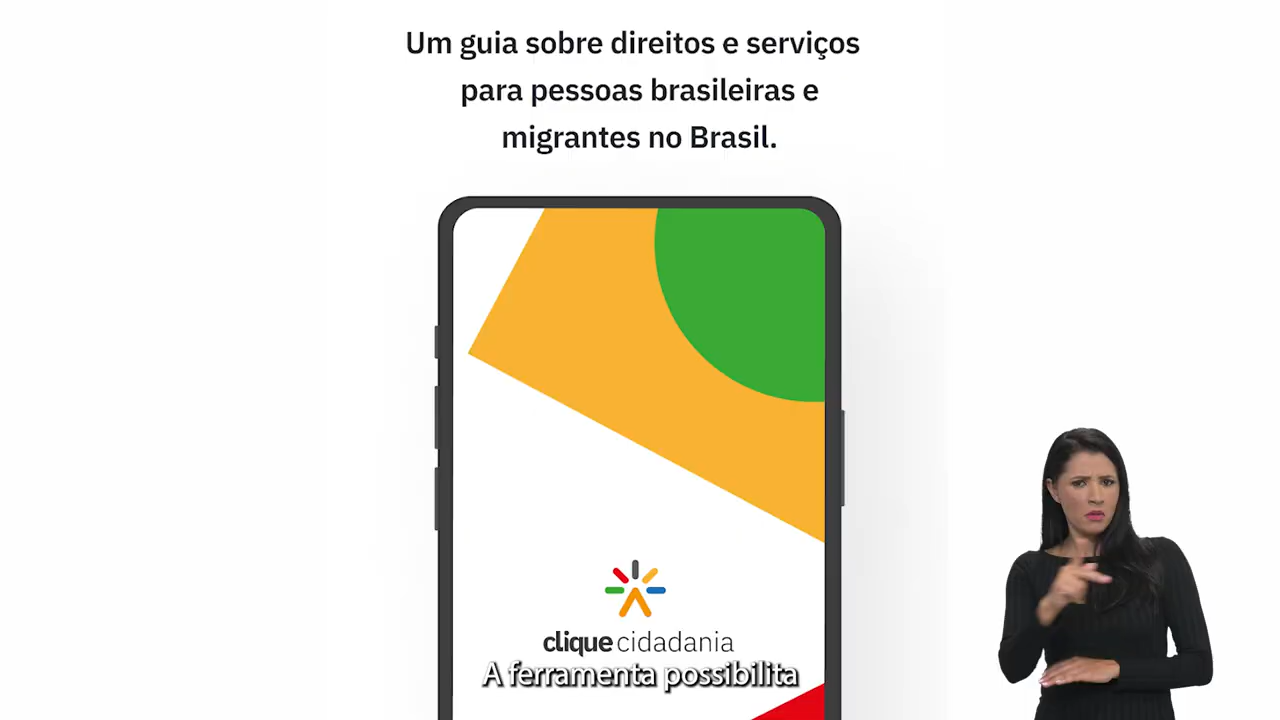 Um guia sobre direitos e serviços
para pessoas brasileiras e
migrantes no Brasil.
clique cidadania
A ferramenta possibilita